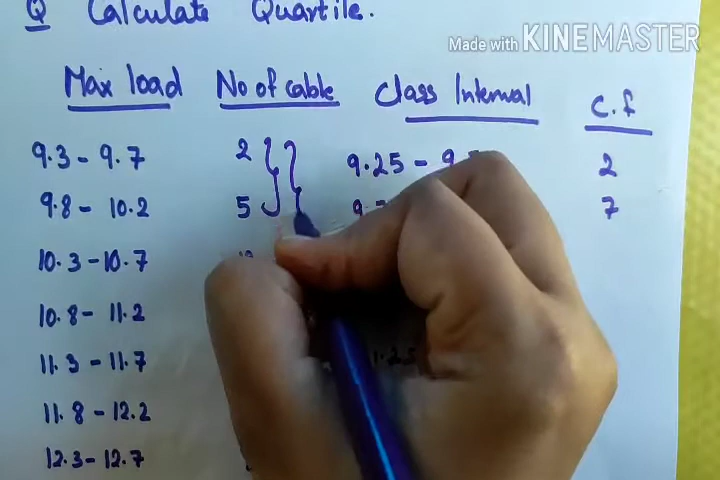 Q Calculate Quartile.
Made with KINEMASTER
Max load No of cable Class Interval C.f
9.3 - 9.7 2 9.25 - 2
9.8 - 10.2 5 7
10.3 - 10.7
10.8 - 11.2
11.3 - 11.7
11.8 - 12.2
12.3 - 12.7